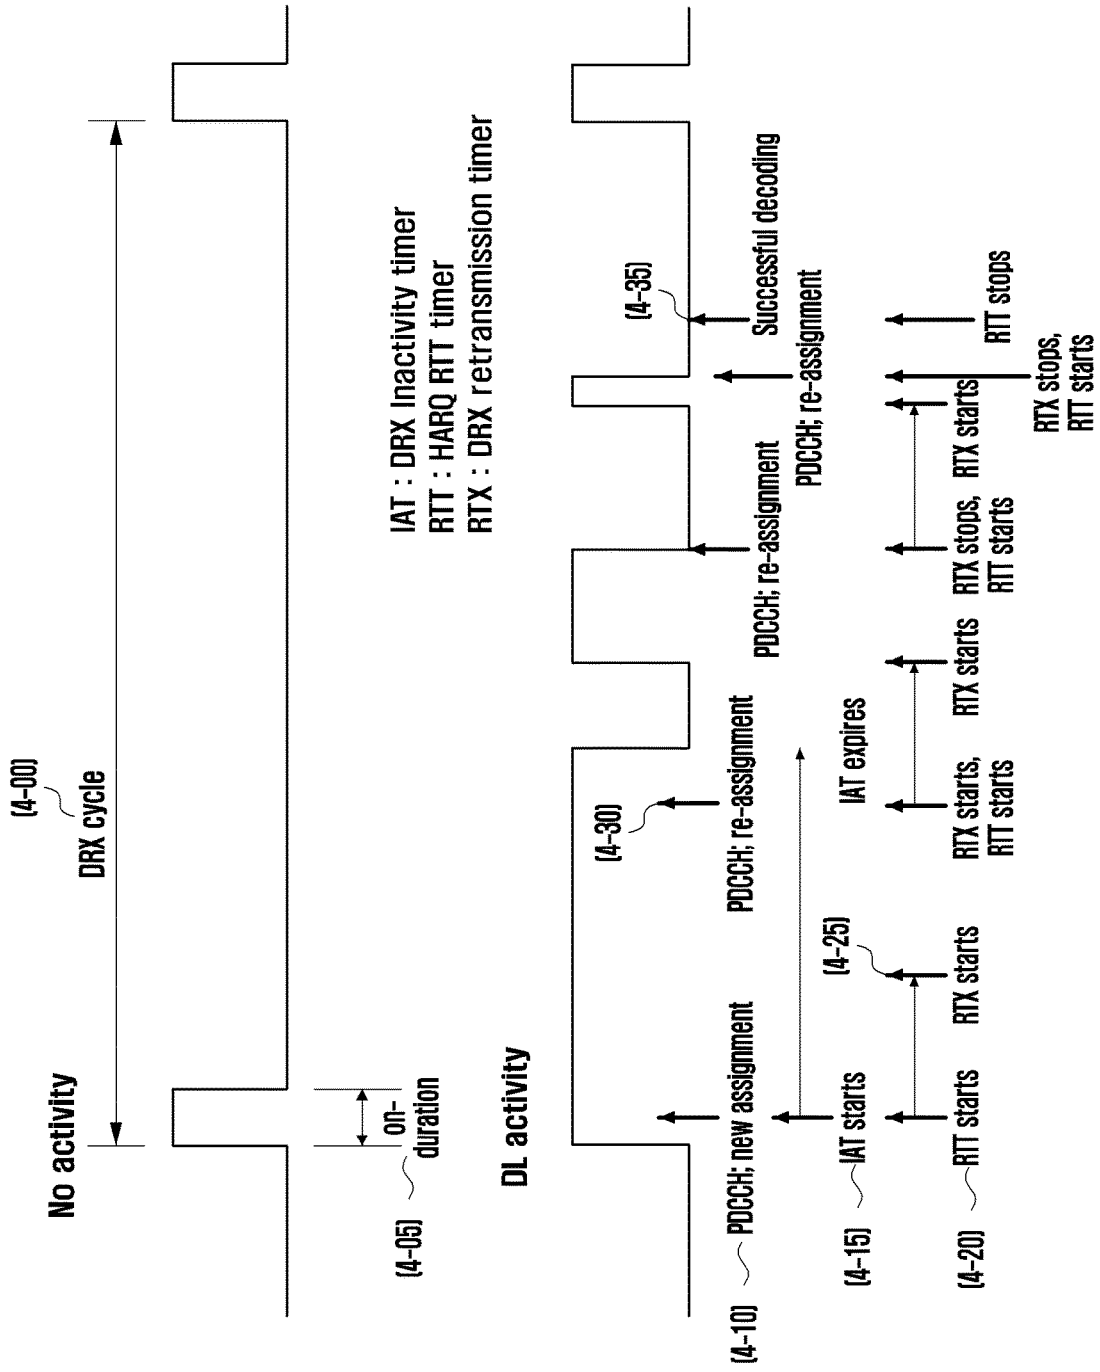 (4-00)
DRX cycle
No activity
on-
duration
(4-05)
IAT : DRX Inactivity timer
RTT : HARQ RTT timer
RTX : DRX retransmission timer
DL activity
(4-10)
PDCCH; new assignment
(4-30)
PDCCH; re-assignment
PDCCH; re-assignment
PDCCH; re-assignment
(4-35)
Successful decoding
(4-15)
IAT starts
IAT expires
(4-20)
RTT starts
(4-25)
RTX starts
RTX starts,
RTT starts
RTX starts
RTX stops,
RTT starts
RTX starts
RTX stops,
RTT starts
RTT stops